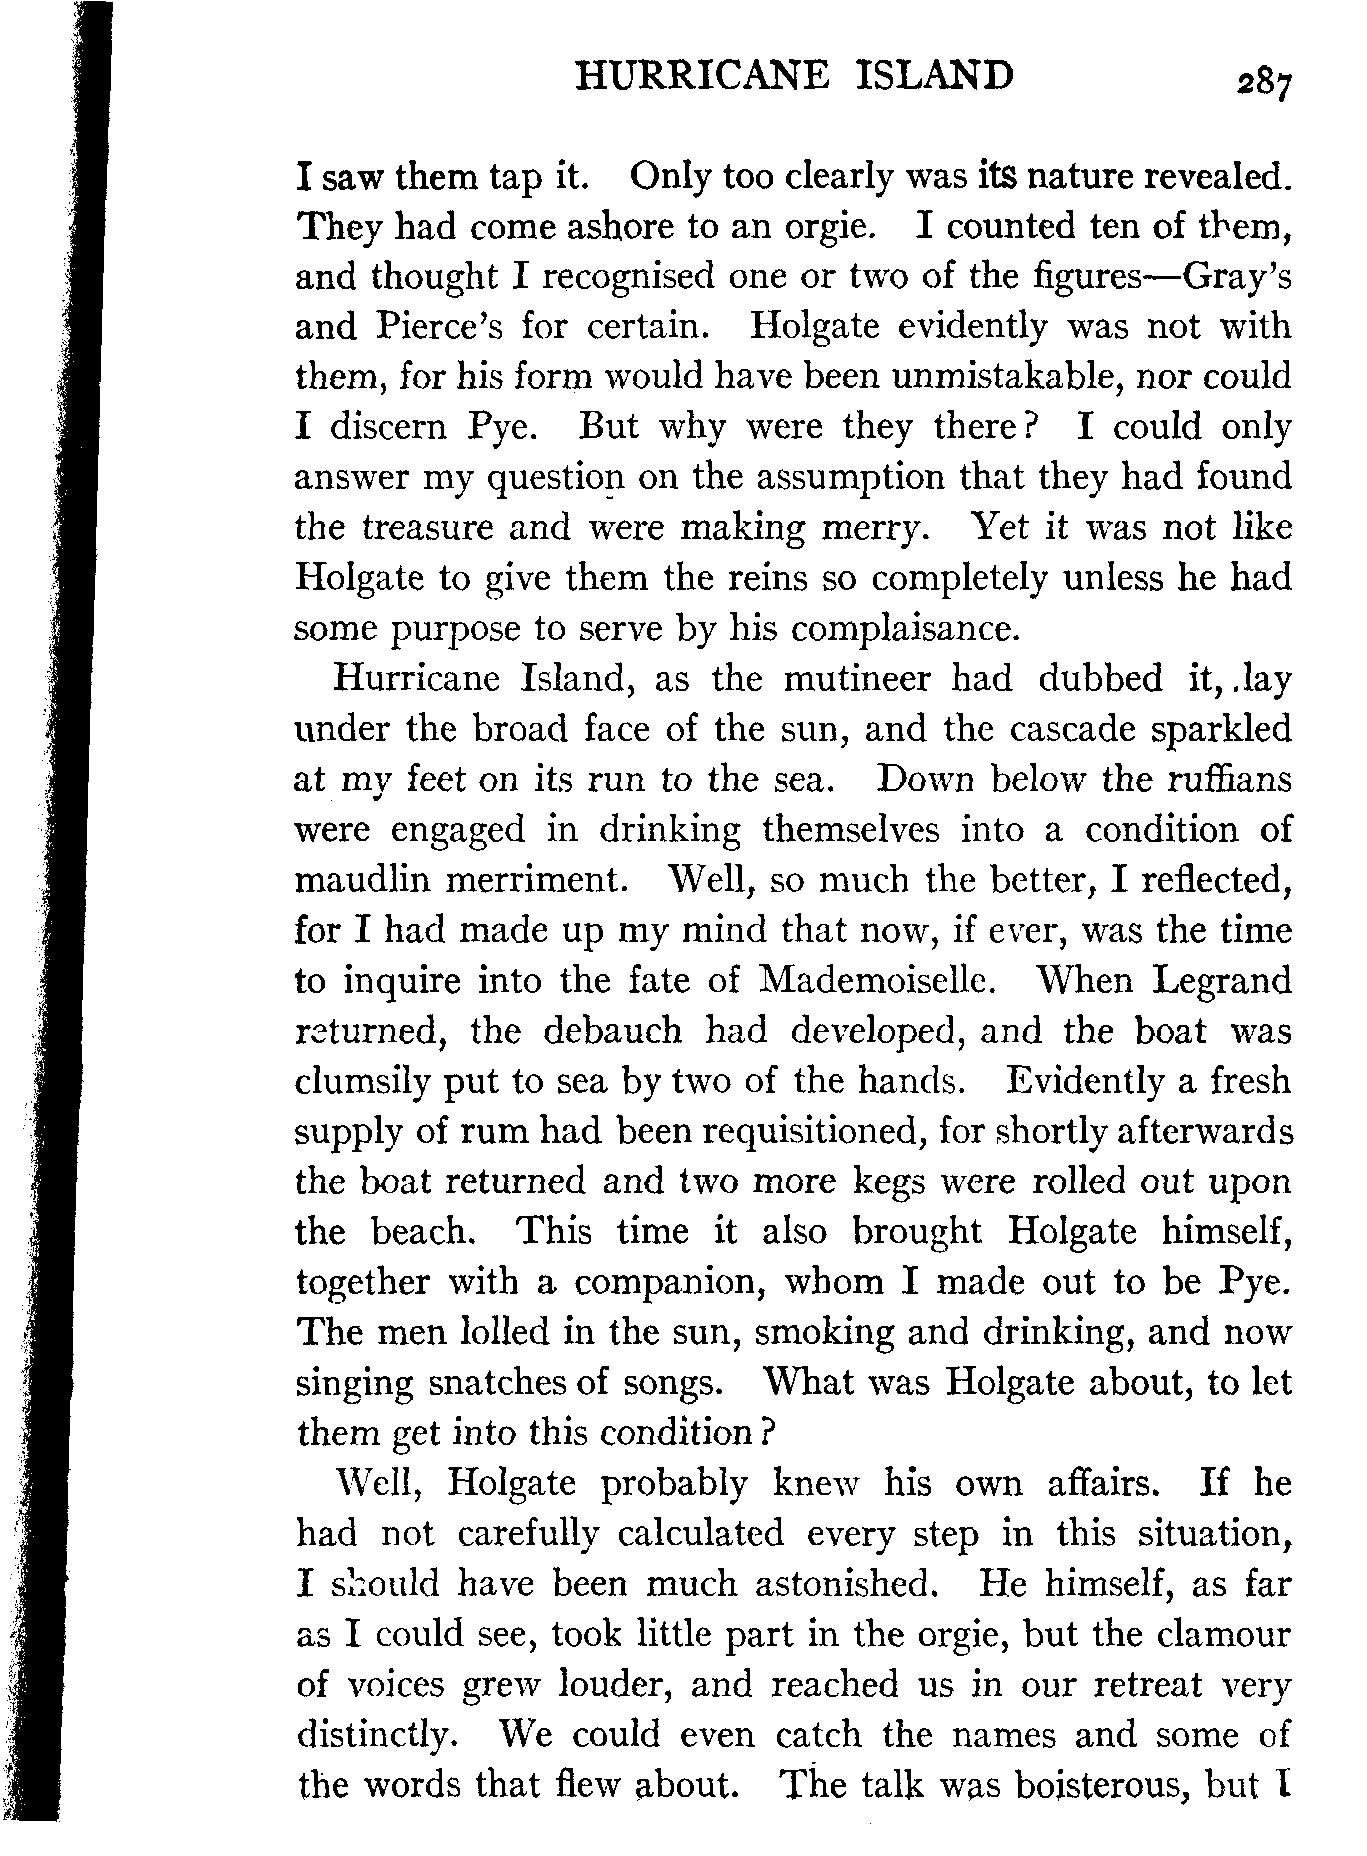 HURRICANE ISLAND 287
I saw them tap it. Only too clearly was its nature revealed.
They had come ashore to an orgie. I counted ten of them,
and thought I recognised one or two of the figures—Gray's
and Pierce's for certain. Holgate evidently was not with
them, for his form would have been unmistakable, nor could
I discern Pye. But why were they there? I could only
answer my question on the assumption that they had found
the treasure and were making merry. Yet it was not like
Holgate to give them the reins so completely unless he had
some purpose to serve by his complaisance.
Hurricane Island, as the mutineer had dubbed it, lay
under the broad face of the sun, and the cascade sparkled
at my feet on its run to the sea. Down below the ruffians
were engaged in drinking themselves into a condition of
maudlin merriment. Well, so much the better, I reflected,
for I had made up my mind that now, if ever, was the time
to inquire into the fate of Mademoiselle. When Legrand
returned, the debauch had developed, and the boat was
clumsily put to sea by two of the hands. Evidently a fresh
supply of rum had been requisitioned, for shortly afterwards
the boat returned and two more kegs were rolled out upon
the beach. This time it also brought Holgate himself,
together with a companion, whom I made out to be Pye.
The men lolled in the sun, smoking and drinking, and now
singing snatches of songs. What was Holgate about, to let
them get into this condition?
Well, Holgate probably knew his own affairs. If he
had not carefully calculated every step in this situation,
I should have been much astonished. He himself, as far
as I could see, took little part in the orgie, but the clamour
of voices grew louder, and reached us in our retreat very
distinctly. We could even catch the names and some of
the words that flew about. The talk was boisterous, but I